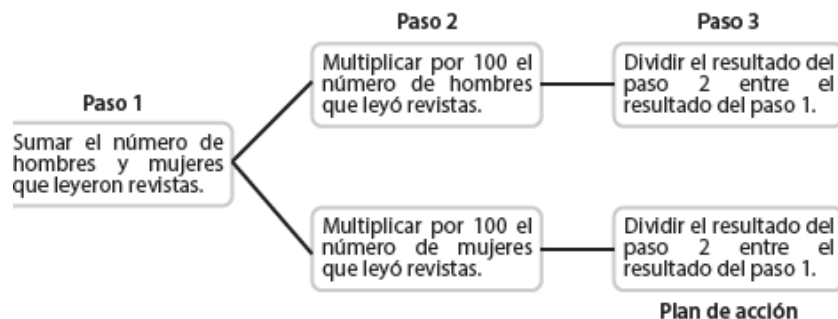 Paso 1
Sumar el número de
hombres y mujeres
que leyeron revistas.
Paso 2
Multiplicar por 100 el
número de hombres
que leyó revistas.
Multiplicar por 100 el
número de mujeres
que leyó revistas.
Paso 3
Dividir el resultado del
paso 2 entre el
resultado del paso 1.
Dividir el resultado del
paso 2 entre el
resultado del paso 1.
Plan de acción